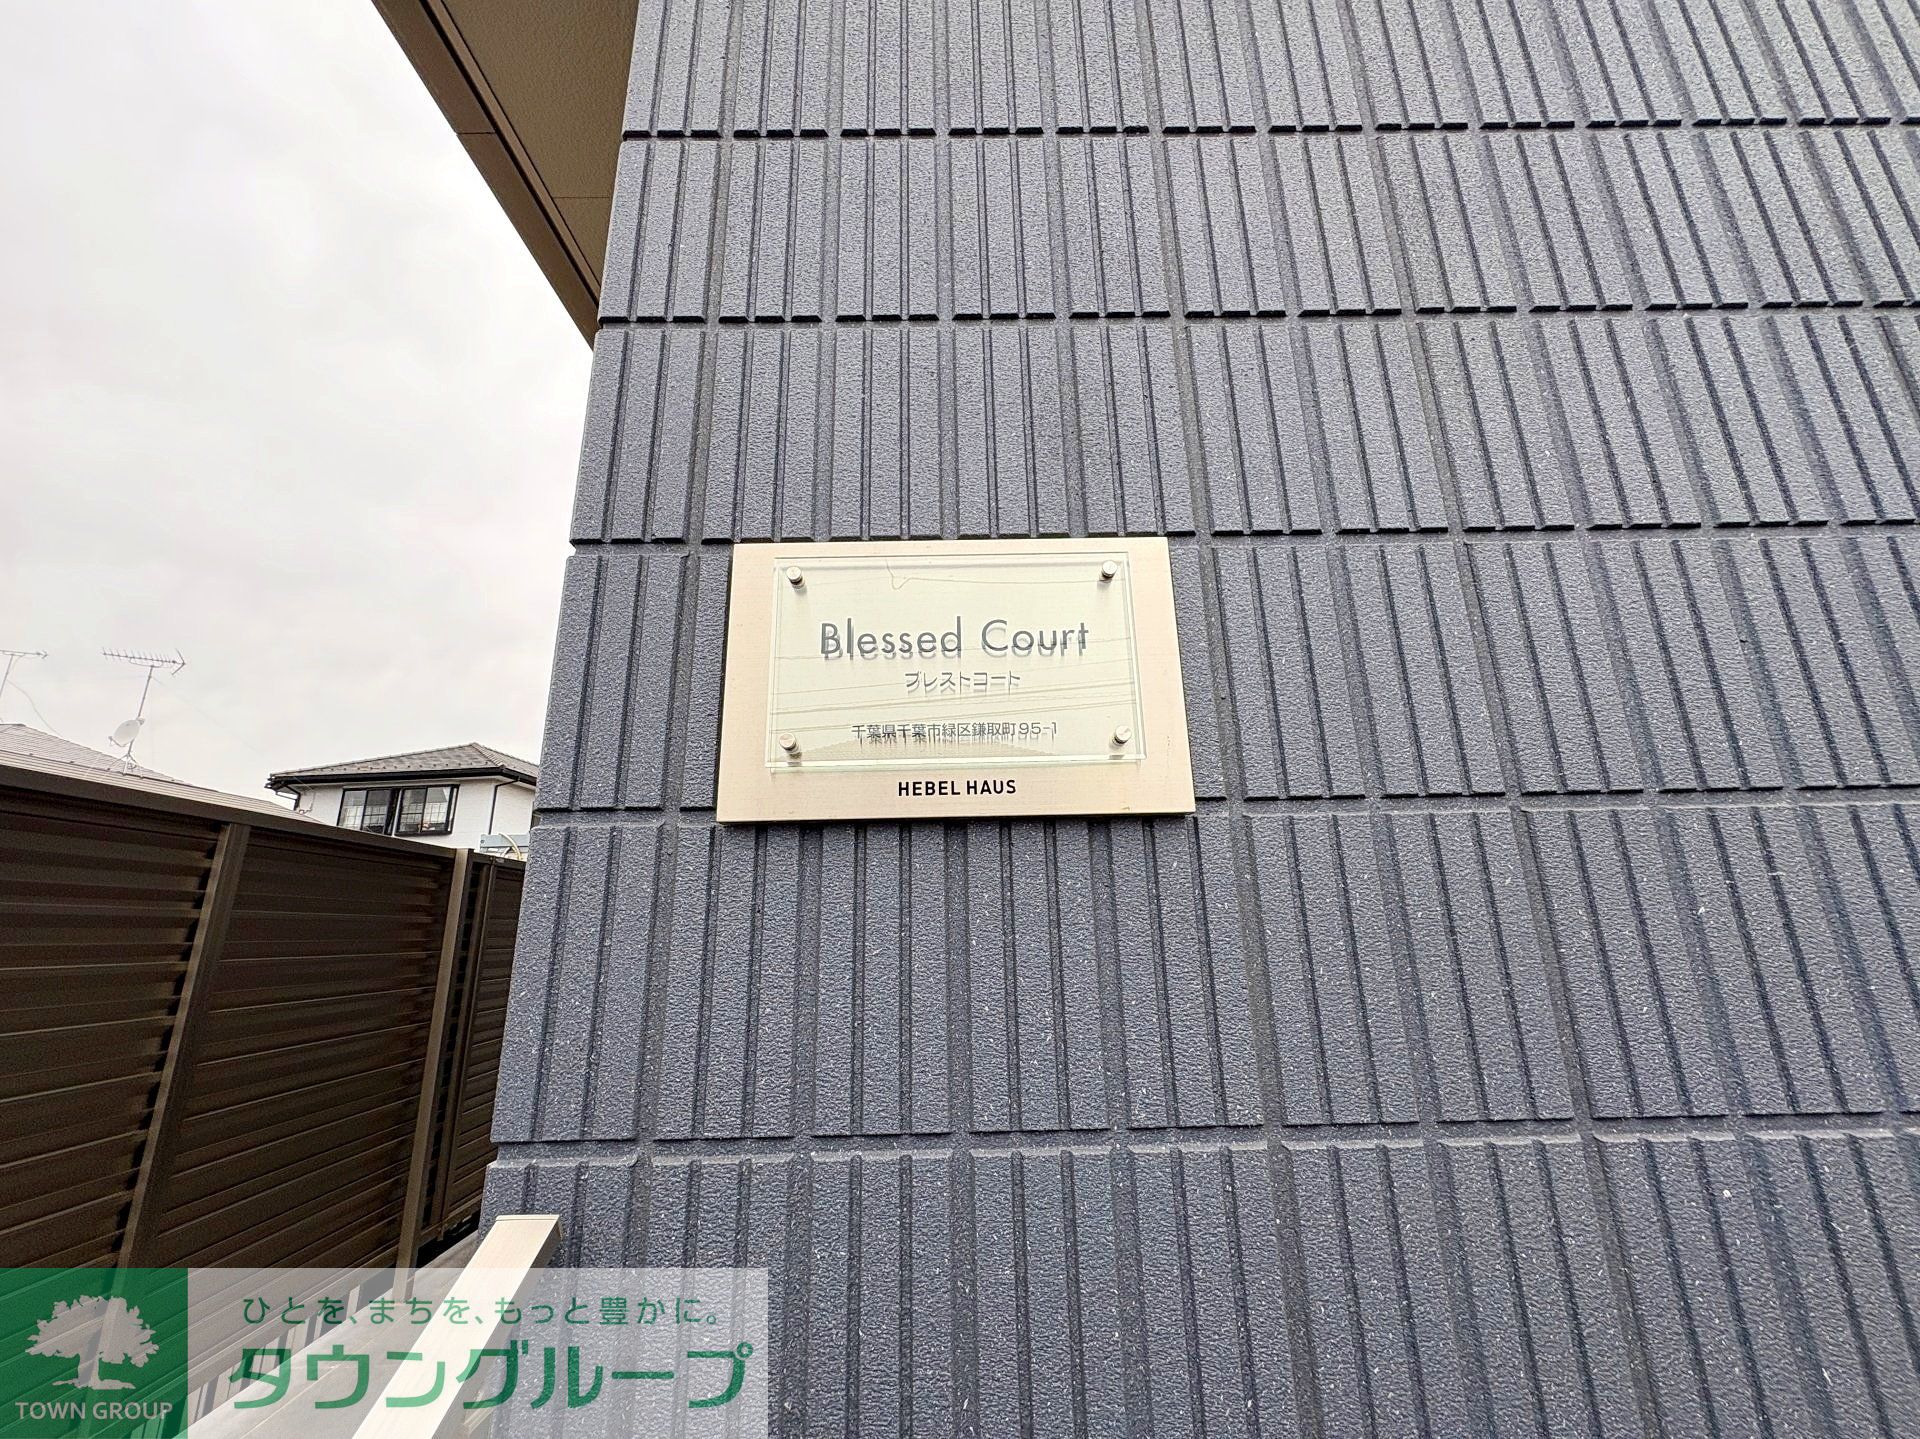 Blessed Court
ブレストコート
千葉県千葉市緑区鎌取町95-1
HEBEL HAUS
ひとを、まちを、もっと豊かに。
タウングループ
TOWN GROUP